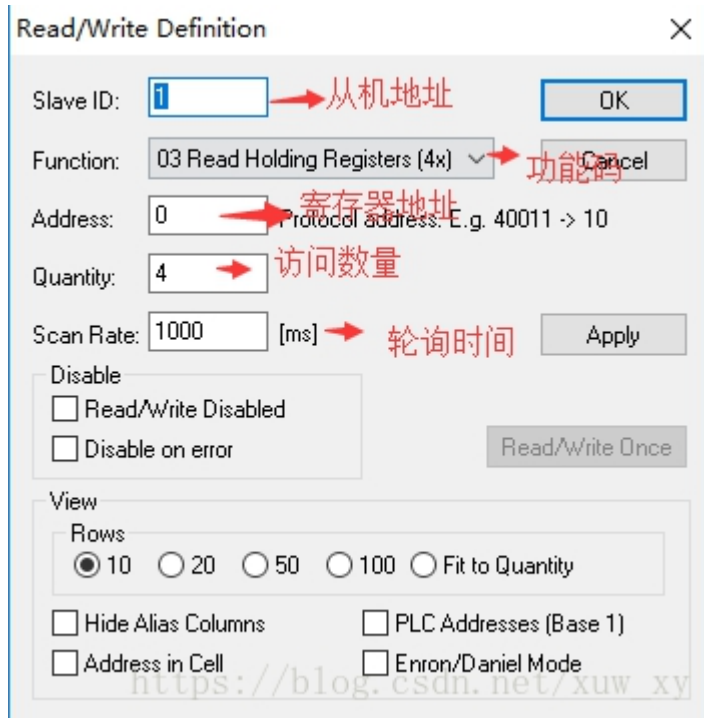 Read/Write Definition
Slave ID: 1 从机地址 OK
Function: 03 Read Holding Registers (4x) 功能码 Cancel
Address: 0 寄存器地址 Protocol address. E.g. 40011 -> 10
Quantity: 4 访问数量
Scan Rate: 1000 [ms] 轮询时间 Apply
Disable
Read/Write Disabled
Disable on error Read/Write Once
View
Rows
10 20 50 100 Fit to Quantity
Hide Alias Columns PLC Addresses (Base 1)
Address in Cell Enron/Daniel Mode
https://blog.csdn.net/xuw_xy